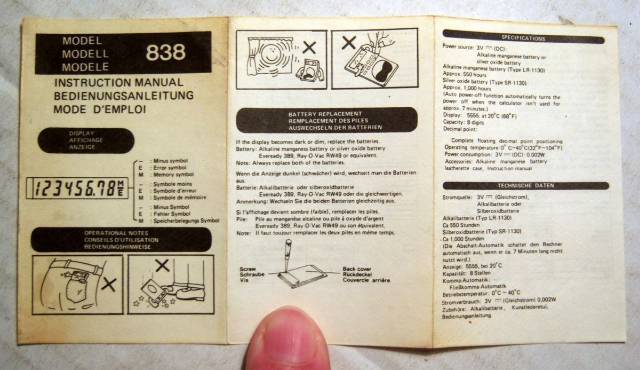 MODEL
MODELL
MODELE
838
INSTRUCTION MANUAL
BEDIENUNGSANLEITUNG
MODE D'EMPLOI
DISPLAY
AFFICHAGE
ANZEIGE
12345678
M
E
– : Minus symbol
E : Error symbol
M : Memory symbol
– : Symbole moins
E : Symbole d'erreur
M : Symbole de mémoire
– : Minus Symbol
E : Fehler Symbol
M : Speicherbelegungs Symbol
OPERATIONAL NOTES
CONSEILS D'UTILISATION
BEDIENUNGSHINWEISE
BATTERY REPLACEMENT
REMPLACEMENT DES PILES
AUSWECHSELN DER BATTERIEN
If the display becomes dark or dim, replace the batteries.
Battery: Alkaline manganese battery or silver oxide battery
Eveready 389, Ray-O-Vac RW49 or equivalent.
Note: Always replace both of the batteries.
Wenn die Anzeige dunkel (schwächer) wird, wechselt man die Batterien
aus.
Batterie: Alkalibatterie oder silberoxidbatterie
Eveready 389, Ray-O-Vac RW49 oder die gleichwertigen.
Anmerkung: Wechseln Sie die beiden Batterien gleichzeitig aus.
Si l'affichage devient sombre (faible), remplacer les piles.
Pile: Pile au mangandse alcaline ou pile à oxyde d'argent
Eveready 389, Ray-O-Vac RW49 ou son équivalent.
Note: Il faut toujour remplacer les deux piles en même temps.
Screw
Schraube
Vis
Back cover
Rückdeckel
Couvercle arrière
SPECIFICATIONS
Power source: 3V (DC):
Alkaline manganese battery or
silver oxide battery
Alkaline manganese battery (Type LR-1130)
Approx. 550 hours
Silver oxide battery (Type SR-1130)
Approx. 1,000 hours
(Auto power-off function automatically turns the
power off when the calculator isn't used for
approx. 7 minutes.)
Display: 5555, at 20°C (68°F)
Capacity: 8 digits
Decimal point:
Complete floating decimal point positioning
Operating temperature 0°C~40°C(32°F~104°F)
Power consumption: 3V (DC): 0.002W
Accessories: Alkaline manganese battery
leatherette case, Instruction manual
TECHNISCHE DATEN
Stromquelle: 3V (Gleichstrom),
Alkalibatterie oder
Silberoxidbatterie
Alkalibatterie (Typ LR-1130)
Ca 550 Stunden
Silberoxidbatterie (Typ SR-1130)
Ca 1,000 Stunden
(Die Abschalt-Automatik schaltet den Rechner
automatisch aus, wenn er ca. 7 Minuten lang nicht
nutzt wird.)
Anzeige: 5555, bei 20°C
Kapazität: 8 Stellen
Komma-Automatik:
Fließkomma-Automatik
Betriebstemperatur: 0°C ~ 40°C
Stromverbrauch: 3V (Gleichstrom) 0,002W
Zubehör: Alkalibatterie, Kunstlederetui,
Bedienungsanleitung